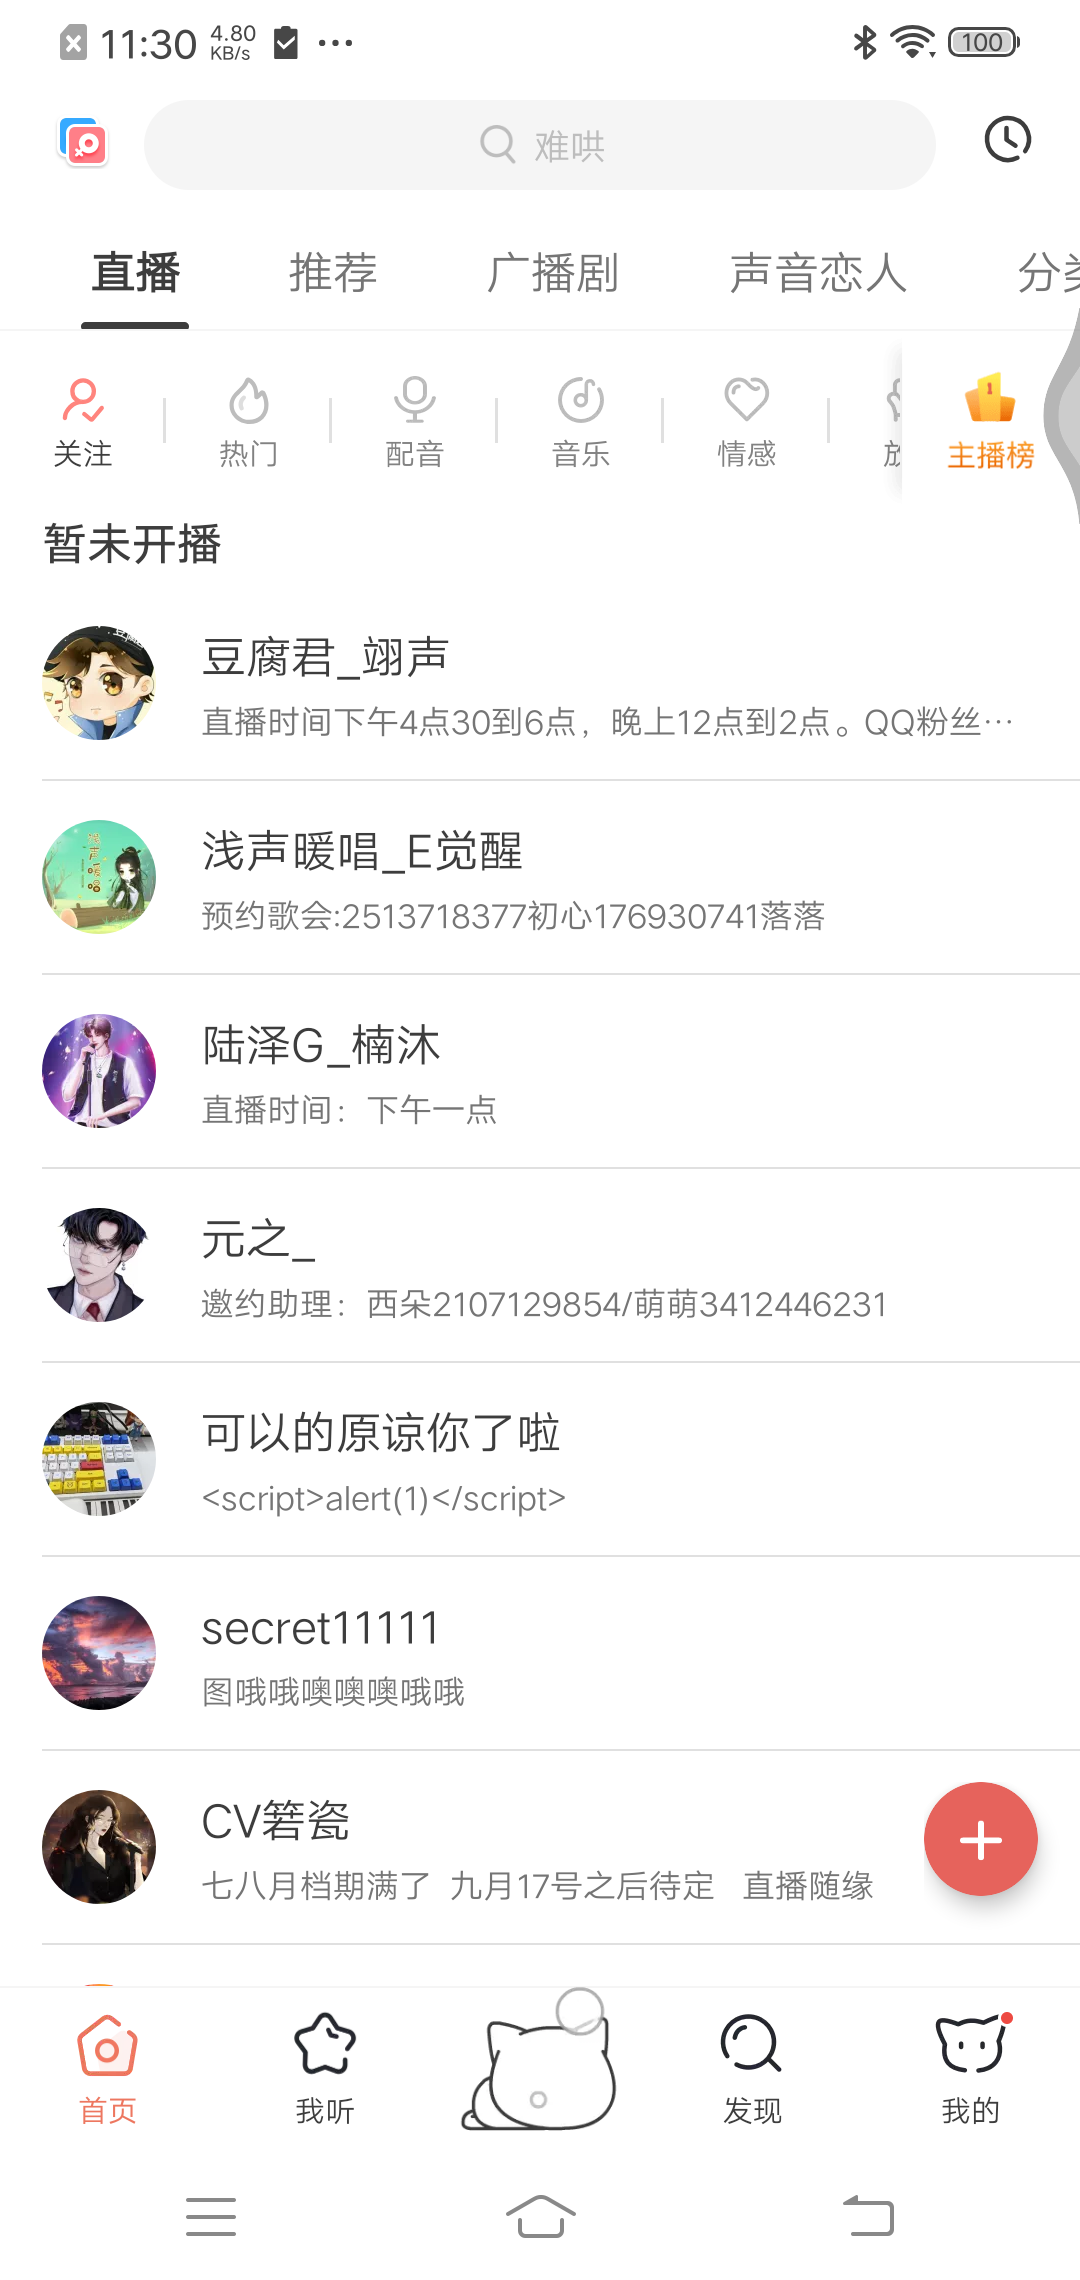 11:30 4.80 KB/s 100
难哄
直播 推荐 广播剧 声音恋人 分类
关注 热门 配音 音乐 情感 放 主播榜
暂未开播
豆腐君_翊声
直播时间下午4点30到6点，晚上12点到2点。QQ粉丝…
浅声暖唱_E觉醒
预约歌会:2513718377初心176930741落落
陆泽G_楠沐
直播时间：下午一点
元之_
邀约助理：西朵2107129854/萌萌3412446231
可以的原谅你了啦
<script>alert(1)</script>
secret11111
图哦哦噢噢噢哦哦
CV箬瓷
七八月档期满了 九月17号之后待定 直播随缘
首页 我听 发现 我的